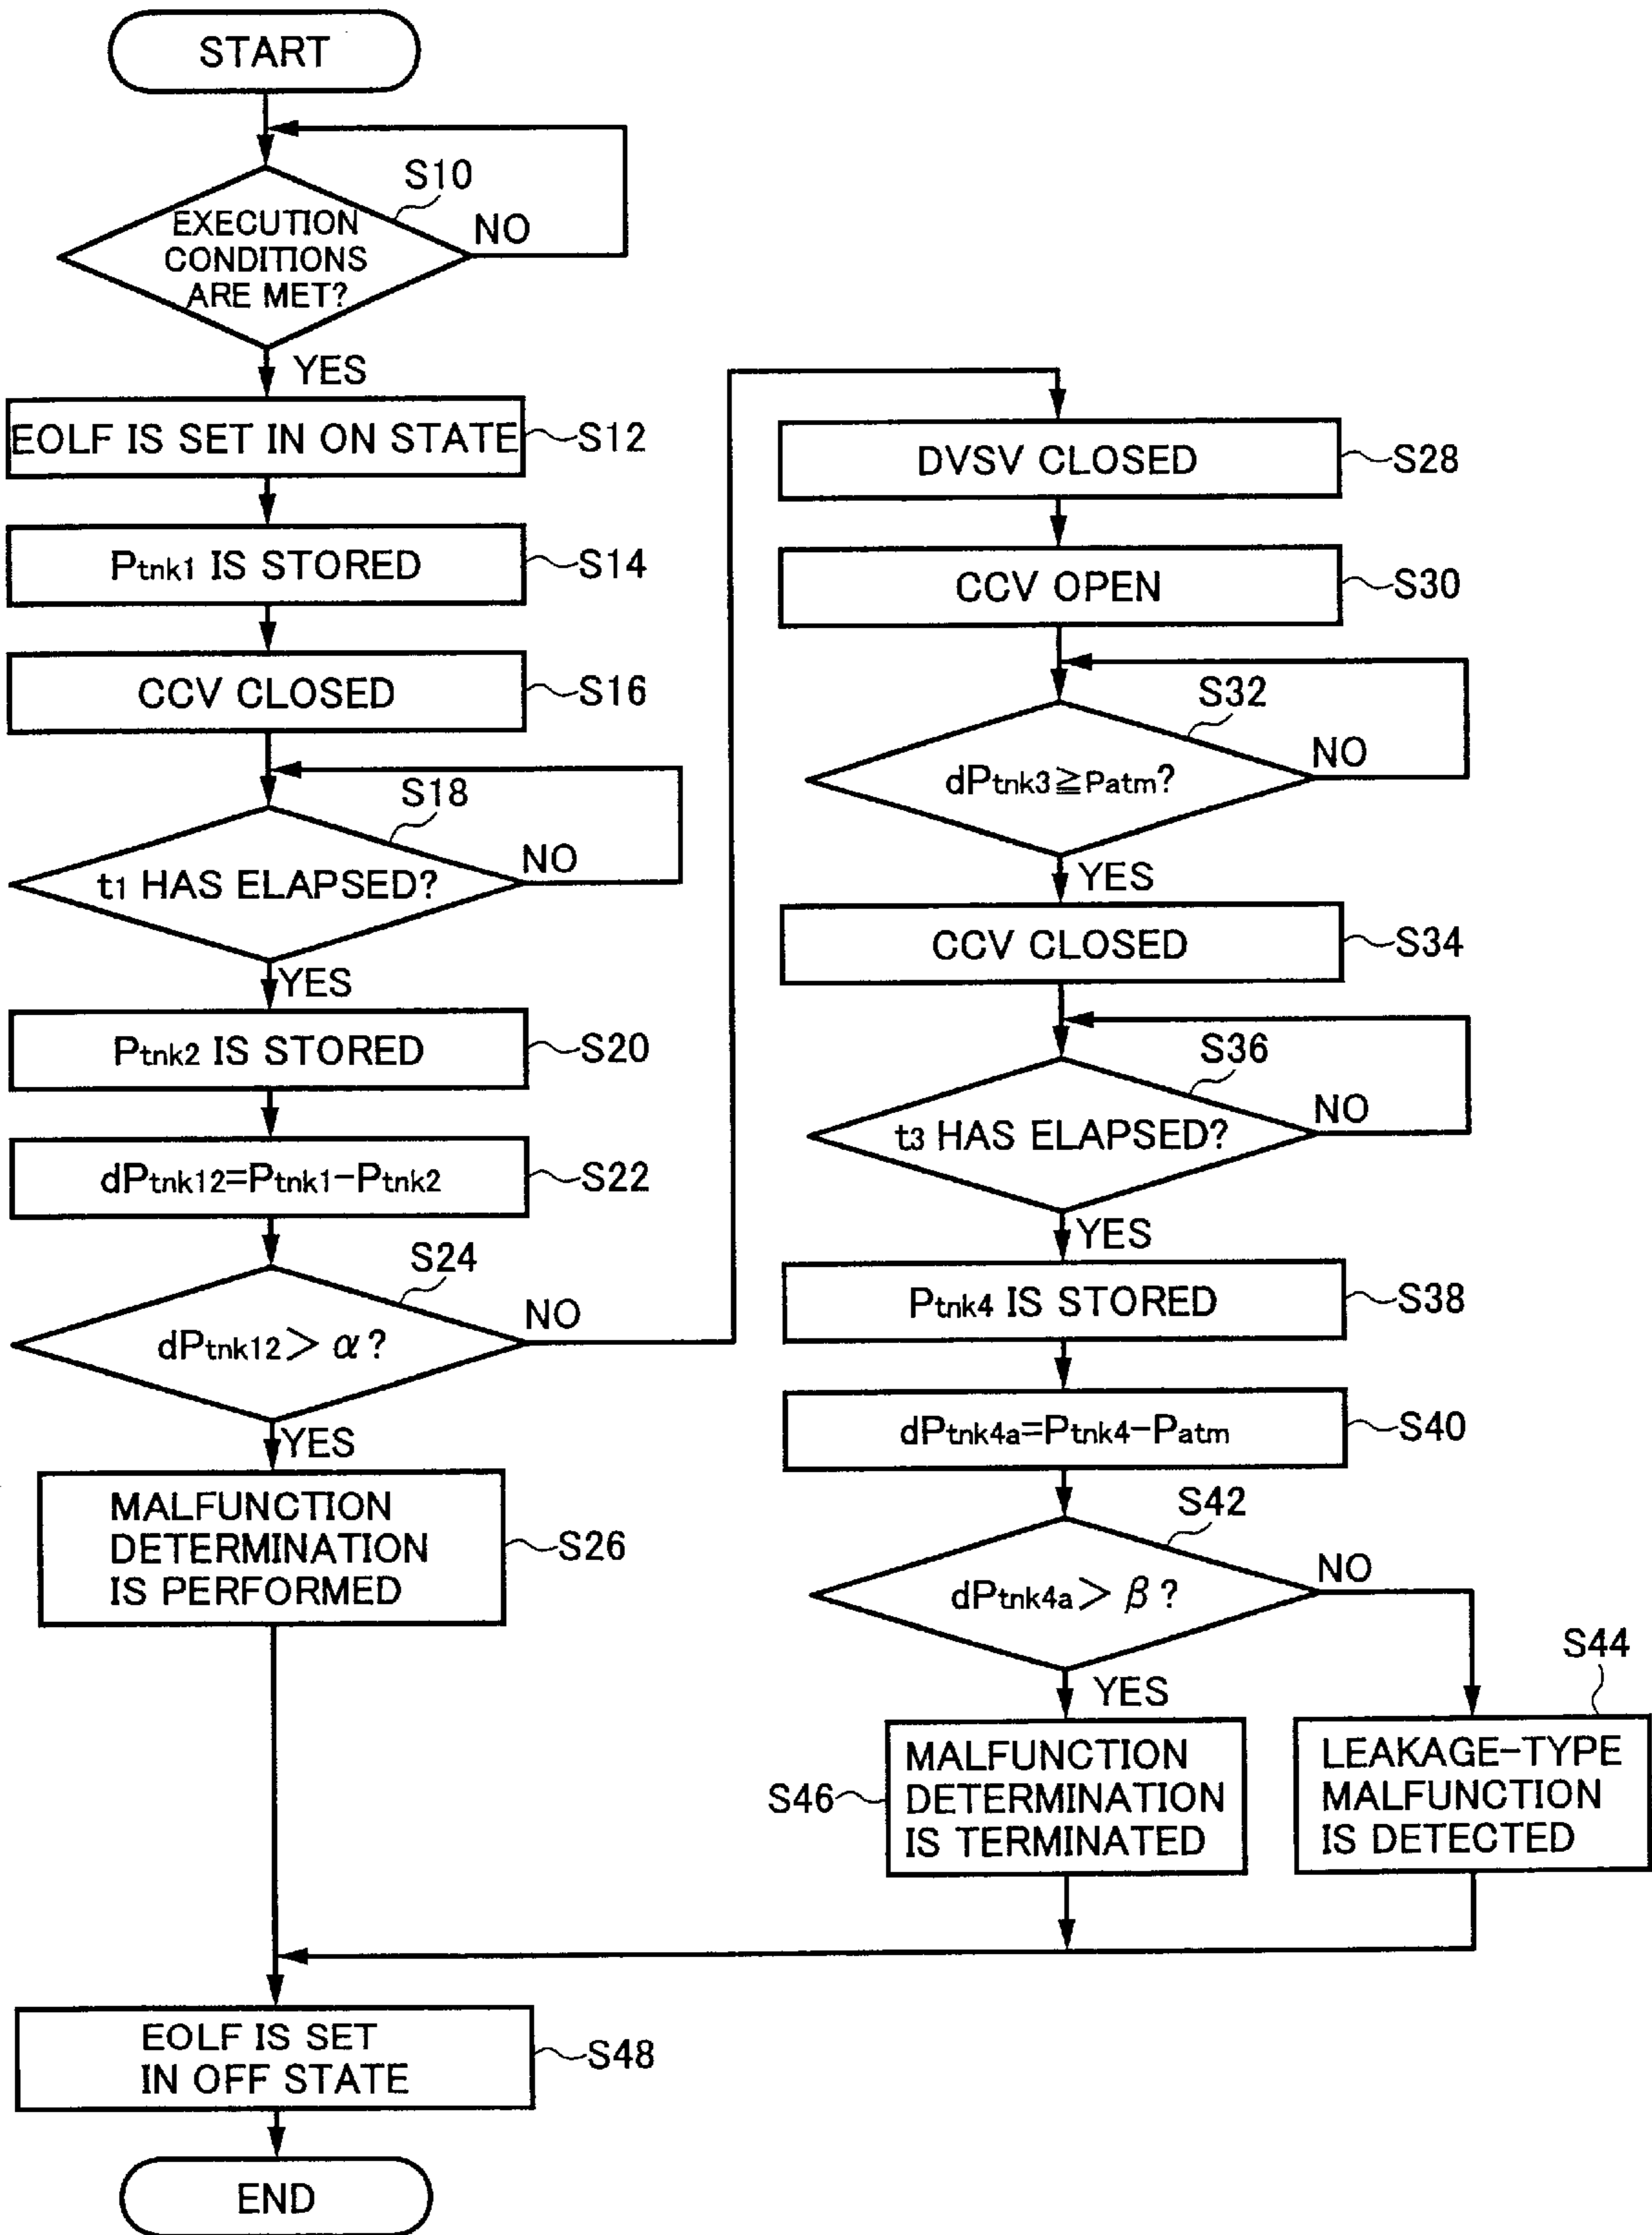 START
S10
EXECUTION
CONDITIONS
ARE MET?
NO
YES
EOLF IS SET IN ON STATE
S12
Ptnk1 IS STORED
S14
CCV CLOSED
S16
S18
t1 HAS ELAPSED?
NO
YES
Ptnk2 IS STORED
S20
dPtnk12=Ptnk1-Ptnk2
S22
S24
dPtnk12> α?
NO
YES
MALFUNCTION
DETERMINATION
IS PERFORMED
S26
DVSV CLOSED
S28
CCV OPEN
S30
S32
dPtnk3≧Patm?
NO
YES
CCV CLOSED
S34
S36
t3 HAS ELAPSED?
NO
YES
Ptnk4 IS STORED
S38
dPtnk4a=Ptnk4-Patm
S40
S42
dPtnk4a> β?
NO
YES
S44
LEAKAGE-TYPE
MALFUNCTION
IS DETECTED
S46
MALFUNCTION
DETERMINATION
IS TERMINATED
EOLF IS SET
IN OFF STATE
S48
END